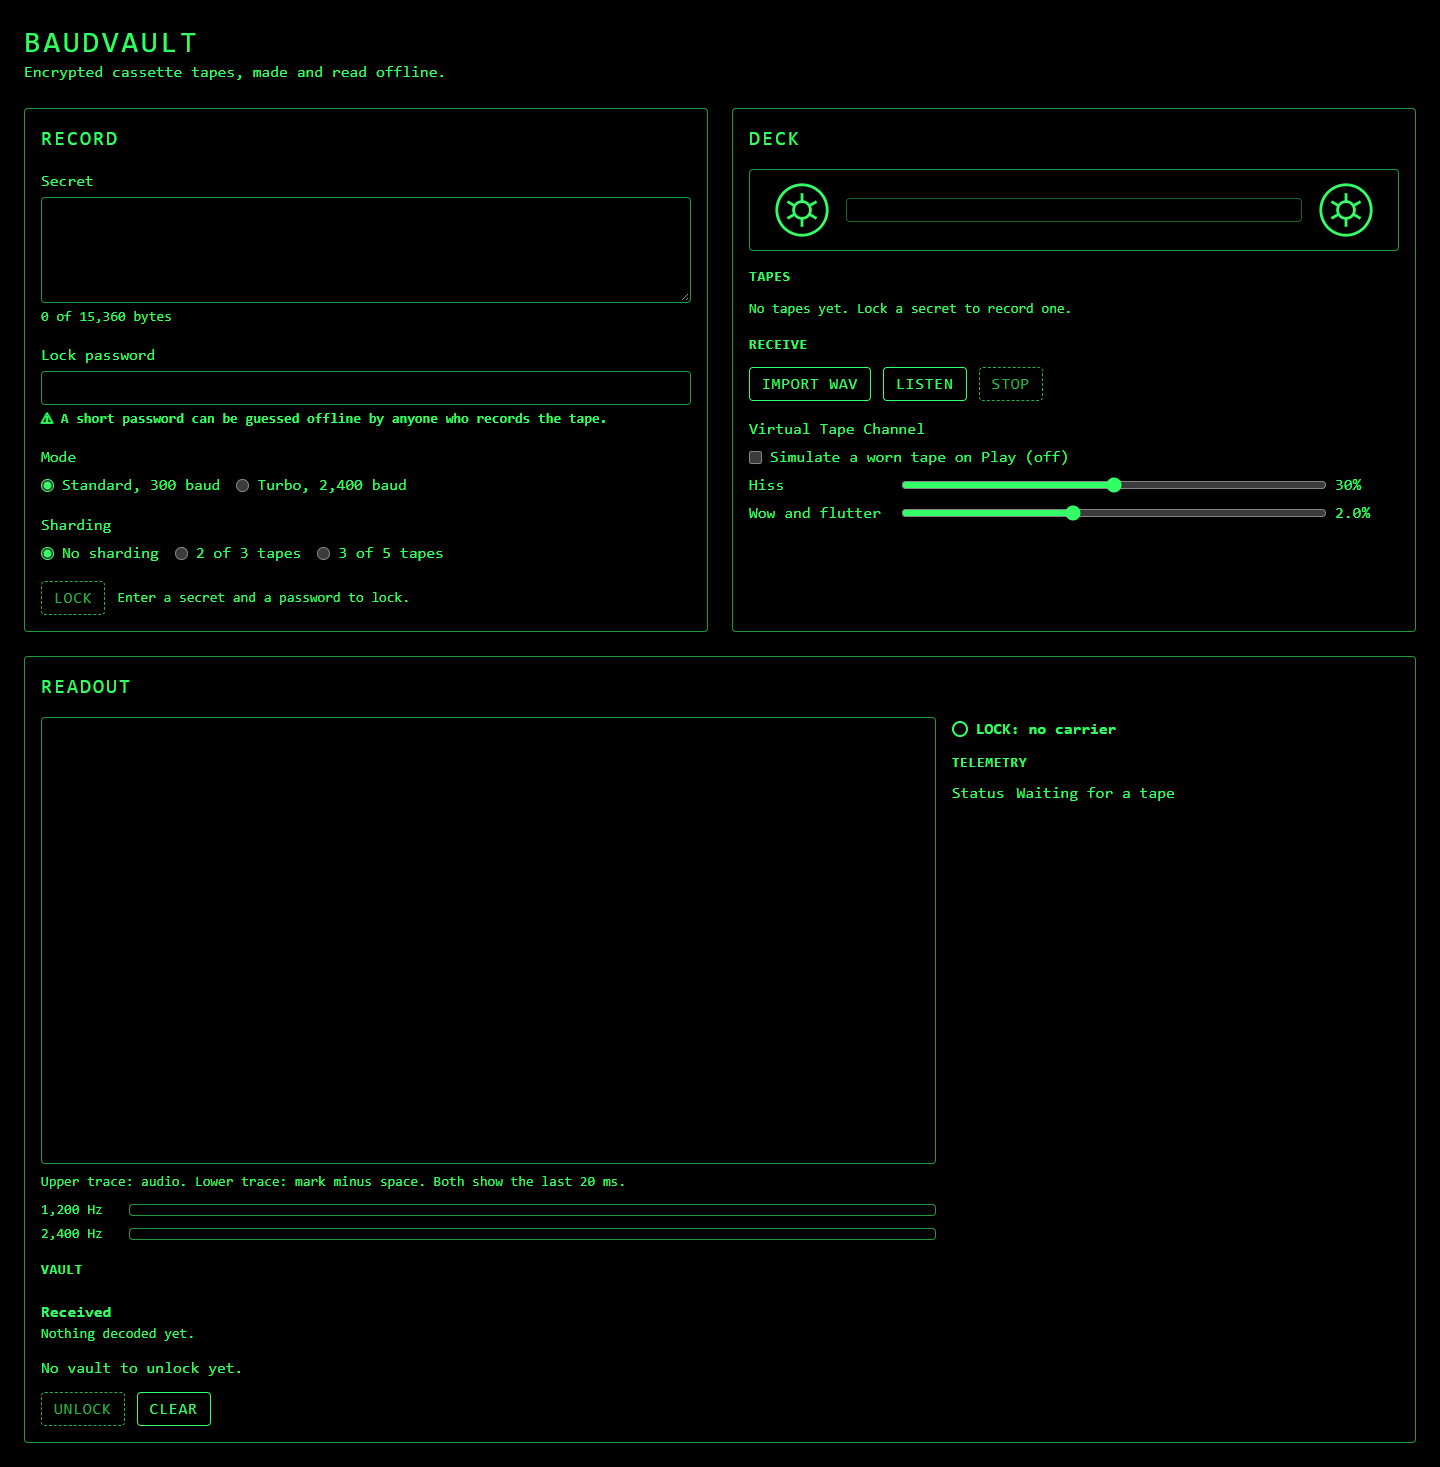 BAUDVAULT
Encrypted cassette tapes, made and read offline.
RECORD
Secret
0 of 15,360 bytes
Lock password
⚠ A short password can be guessed offline by anyone who records the tape.
Mode
Standard, 300 baud Turbo, 2,400 baud
Sharding
No sharding 2 of 3 tapes 3 of 5 tapes
LOCK Enter a secret and a password to lock.
DECK
TAPES
No tapes yet. Lock a secret to record one.
RECEIVE
IMPORT WAV LISTEN STOP
Virtual Tape Channel
Simulate a worn tape on Play (off)
Hiss 30%
Wow and flutter 2.0%
READOUT
LOCK: no carrier
TELEMETRY
Status Waiting for a tape
Upper trace: audio. Lower trace: mark minus space. Both show the last 20 ms.
1,200 Hz
2,400 Hz
VAULT
Received
Nothing decoded yet.
No vault to unlock yet.
UNLOCK CLEAR